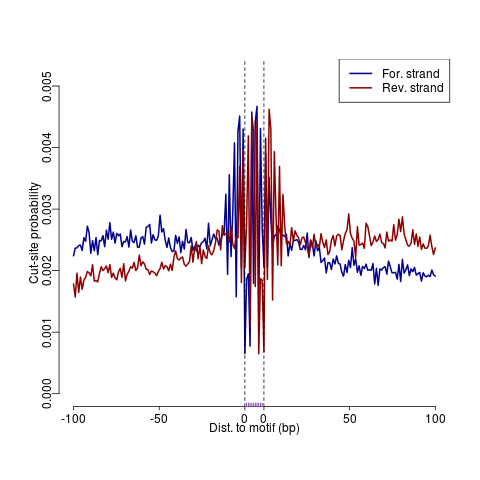 For. strand
Rev. strand
Cut-site probability
0.005
0.004
0.003
0.002
0.001
0.000
-100 -50 0 0 50 100
Dist. to motif (bp)